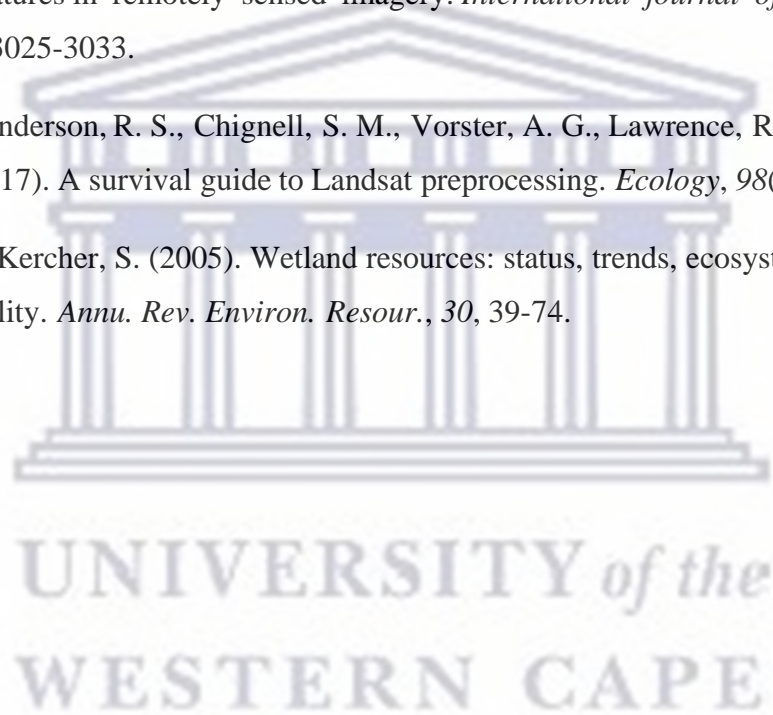 atures in remotely sensed imagery. International journal of
3025-3033.
nderson, R. S., Chignell, S. M., Vorster, A. G., Lawrence, R
17). A survival guide to Landsat preprocessing. Ecology, 98(
Kercher, S. (2005). Wetland resources: status, trends, ecosyst
lity. Annu. Rev. Environ. Resour., 30, 39-74.
UNIVERSITY of the
WESTERN CAPE